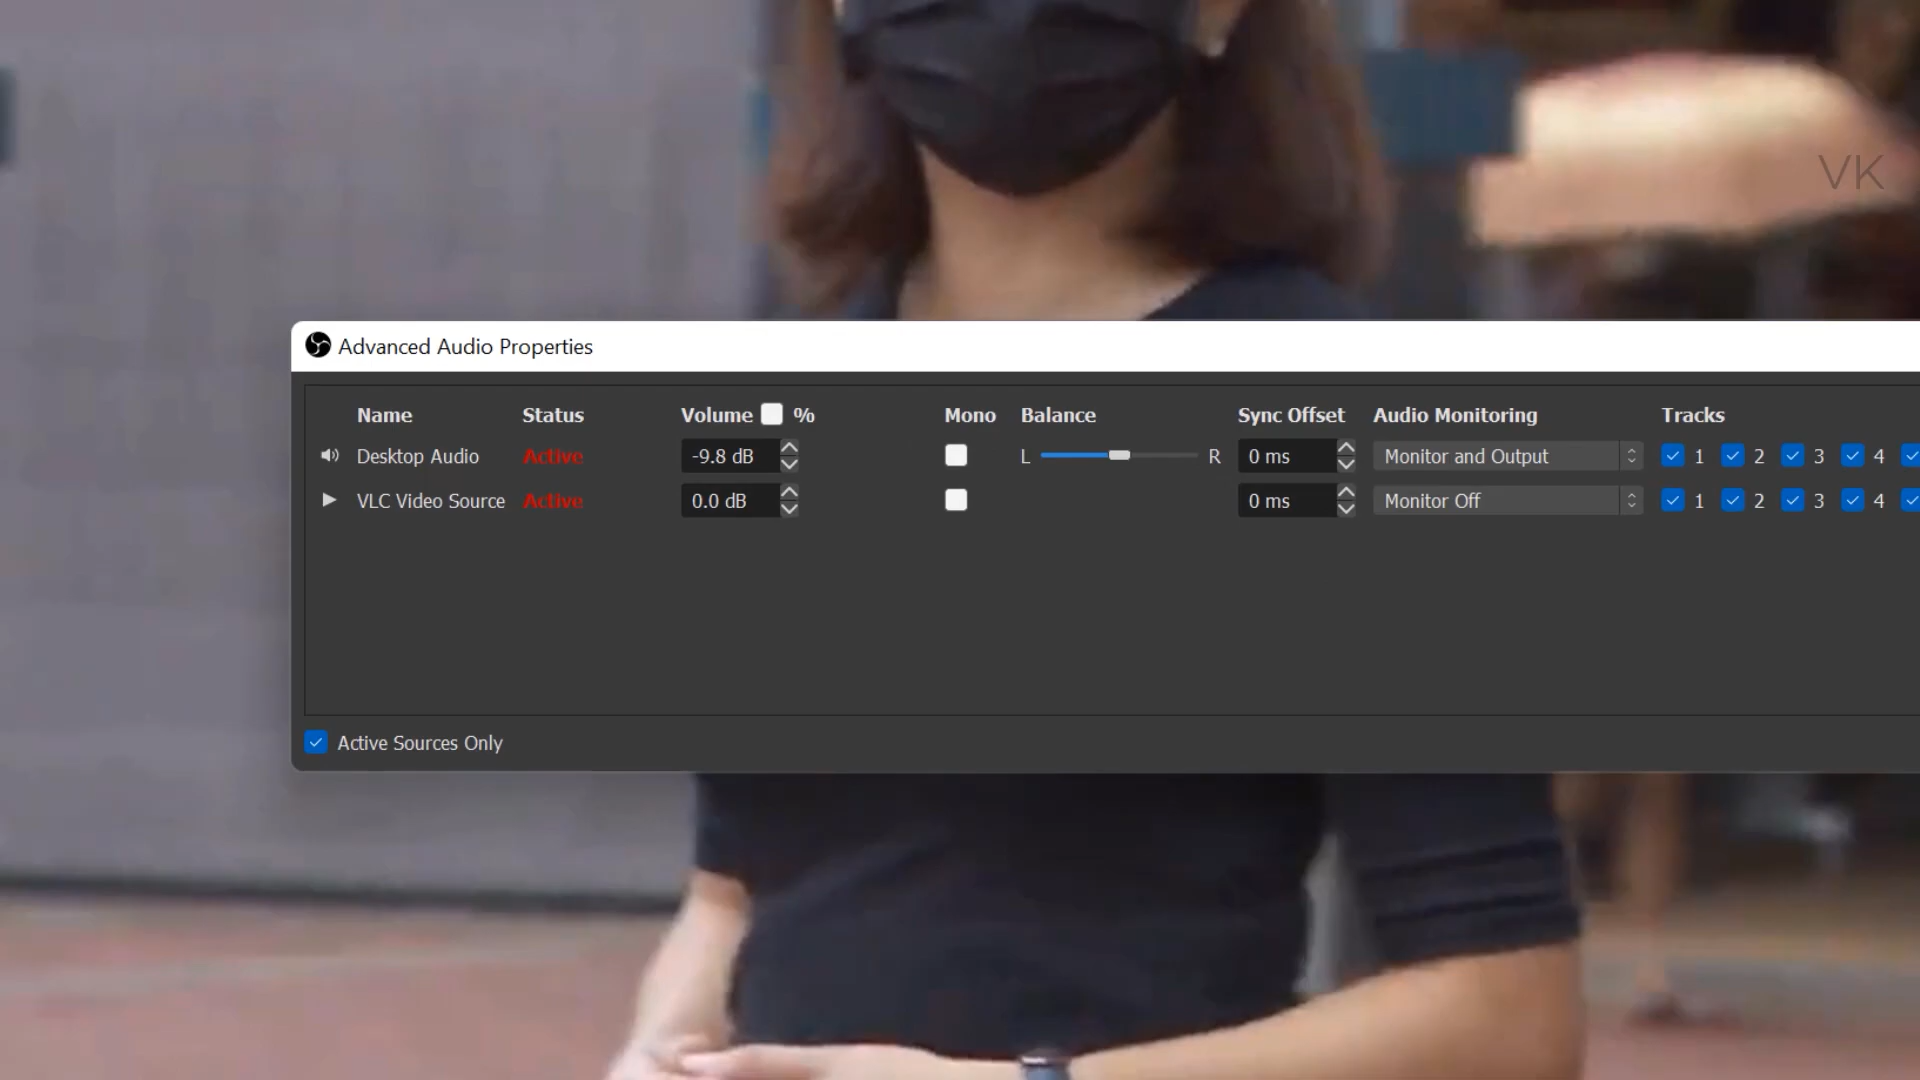 VK
Advanced Audio Properties
Name Status Volume % Mono Balance Sync Offset Audio Monitoring Tracks
Desktop Audio Active -9.8 dB L R 0 ms Monitor and Output 1 2 3 4
VLC Video Source Active 0.0 dB 0 ms Monitor Off 1 2 3 4
Active Sources Only